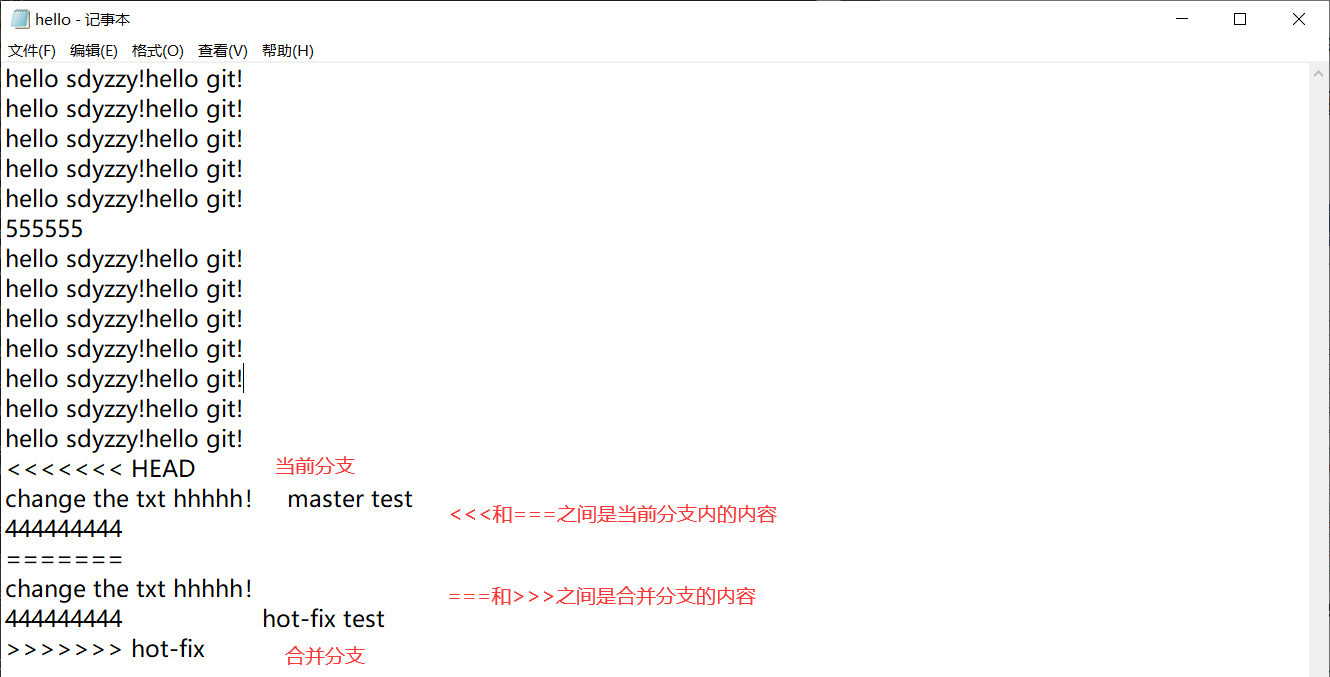 hello - 记事本
文件(F) 编辑(E) 格式(O) 查看(V) 帮助(H)
hello sdyzzy!hello git!
hello sdyzzy!hello git!
hello sdyzzy!hello git!
hello sdyzzy!hello git!
hello sdyzzy!hello git!
555555
hello sdyzzy!hello git!
hello sdyzzy!hello git!
hello sdyzzy!hello git!
hello sdyzzy!hello git!
hello sdyzzy!hello git!
hello sdyzzy!hello git!
hello sdyzzy!hello git!
<<<<<<< HEAD 当前分支
change the txt hhhhh! master test
<<<和===之间是当前分支内的内容
444444444
=======
change the txt hhhhh! ===和>>>之间是合并分支的内容
444444444 hot-fix test
>>>>>>> hot-fix 合并分支